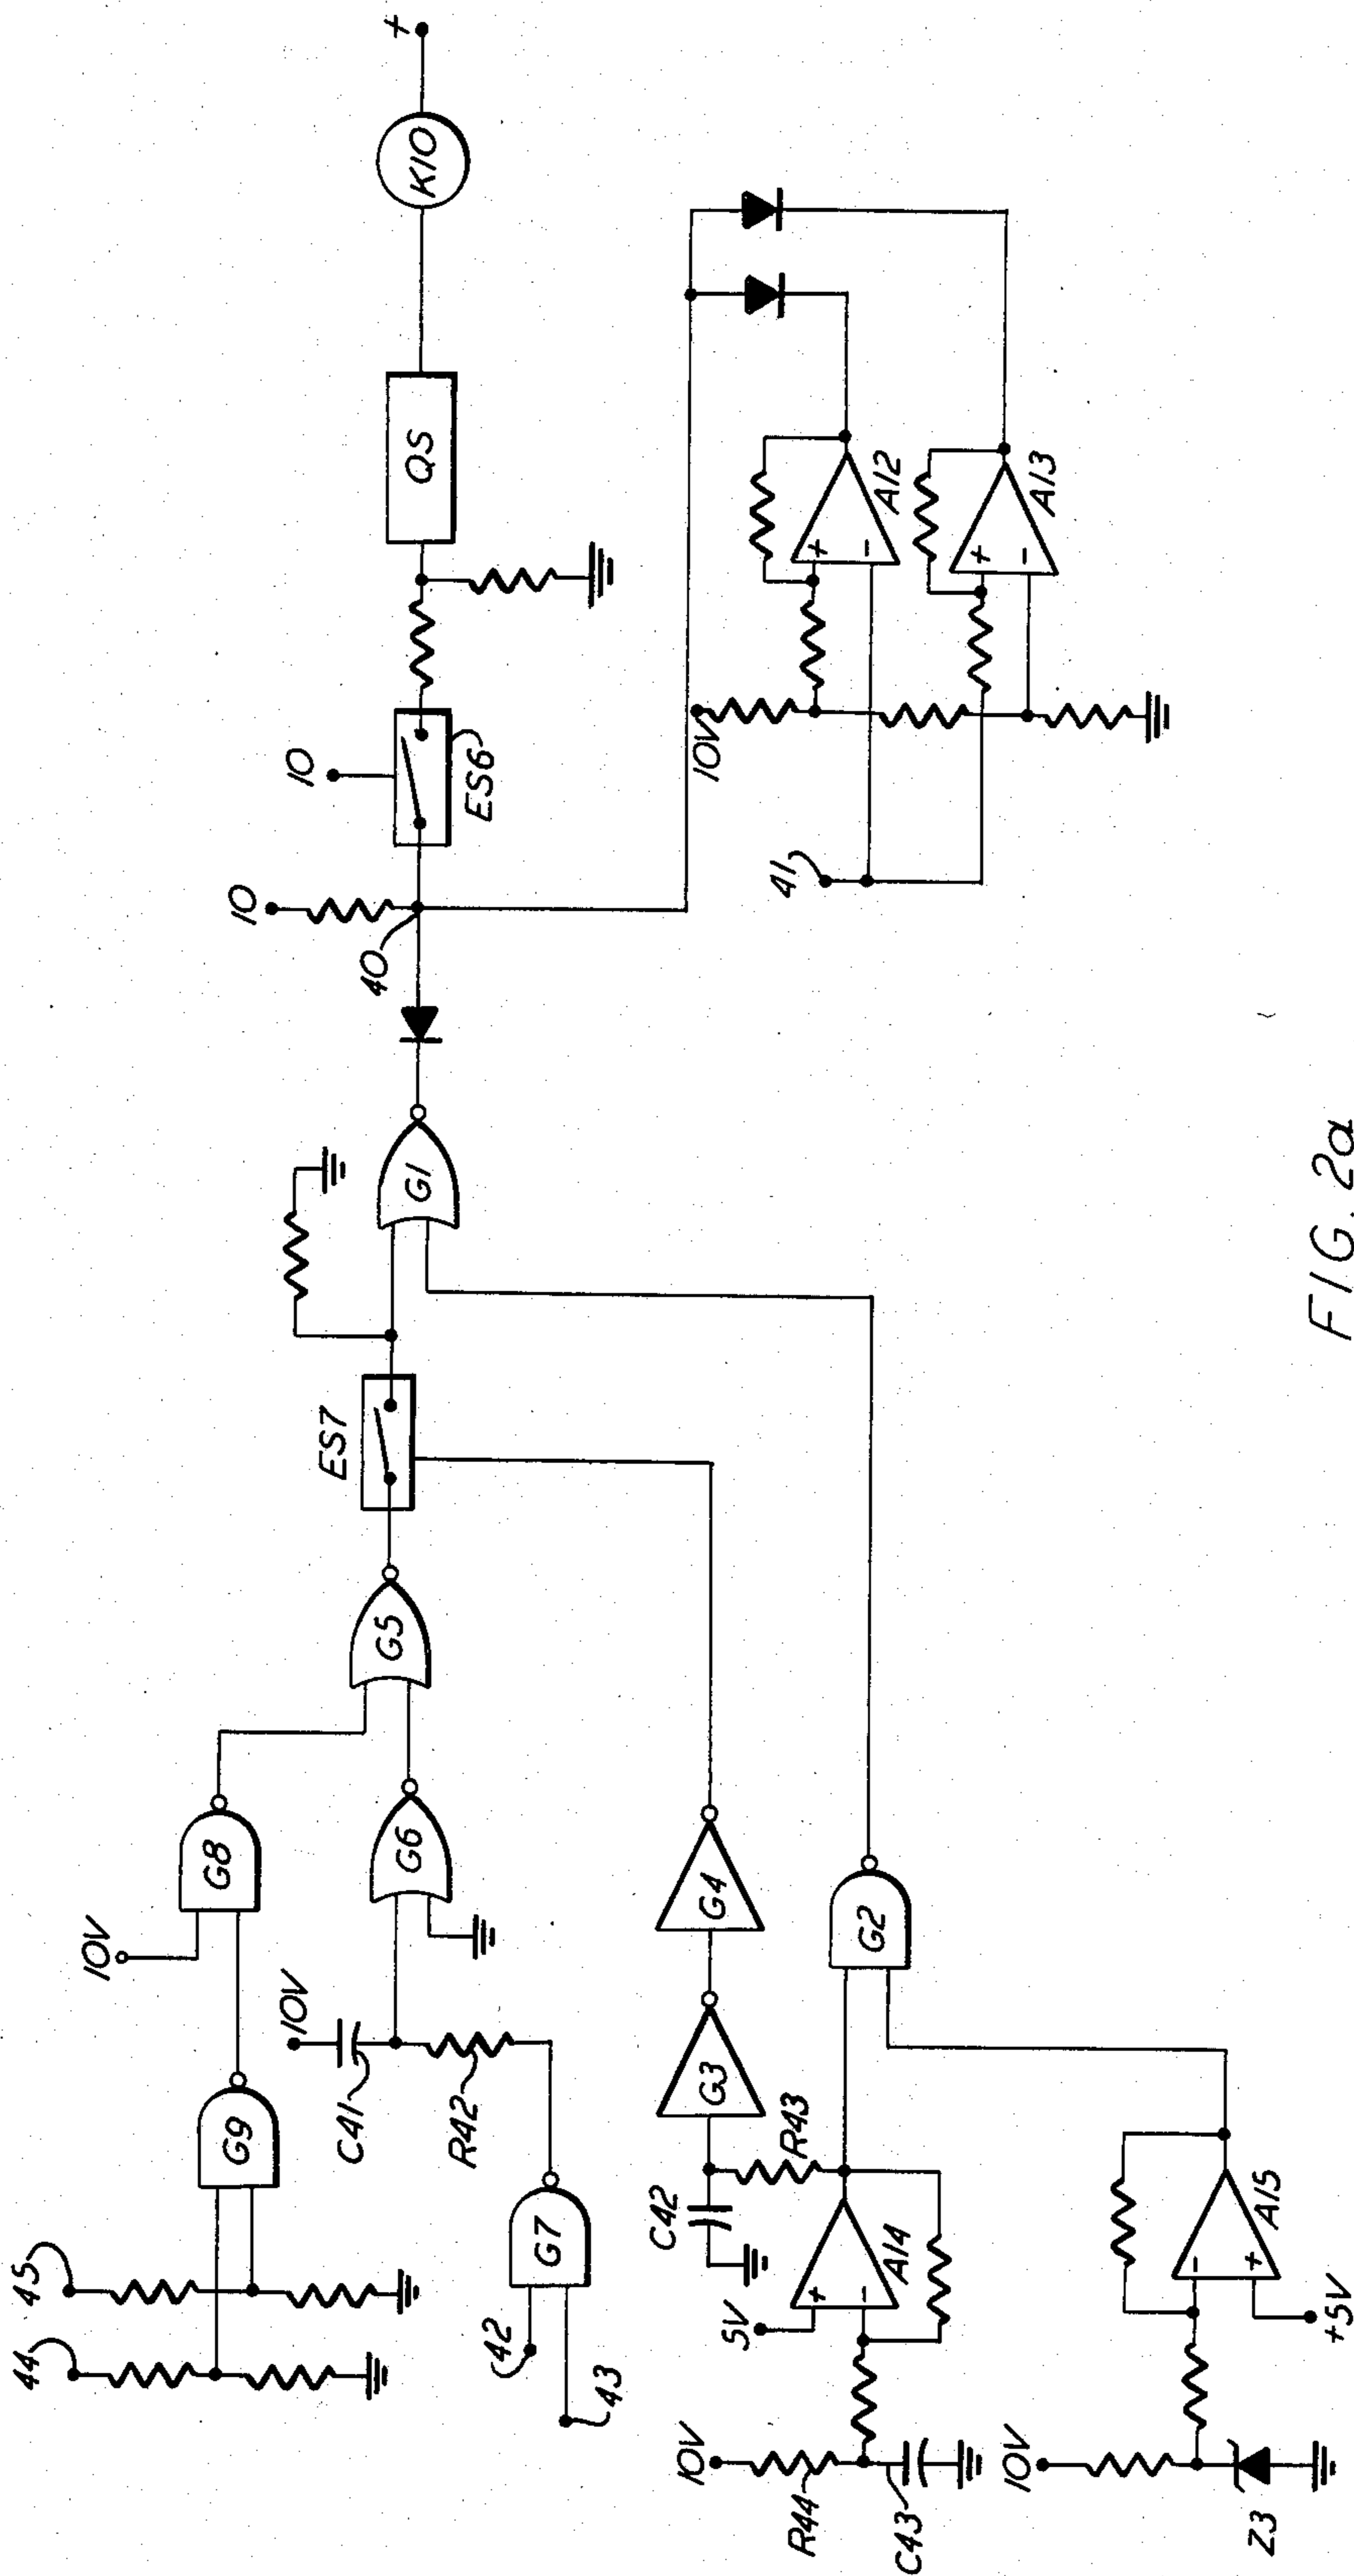 44
45
G9
10V
G8
10V
C41
R42
42
43
G7
G6
G5
ES7
G1
40
10
10
ES6
QS
K10
+
10V
R44
C43
5V
+
-
A14
C42
R43
G3
G4
G2
10V
Z3
-
+
A15
+5V
41
10V
+
-
A12
+
-
A13
FIG. 2a